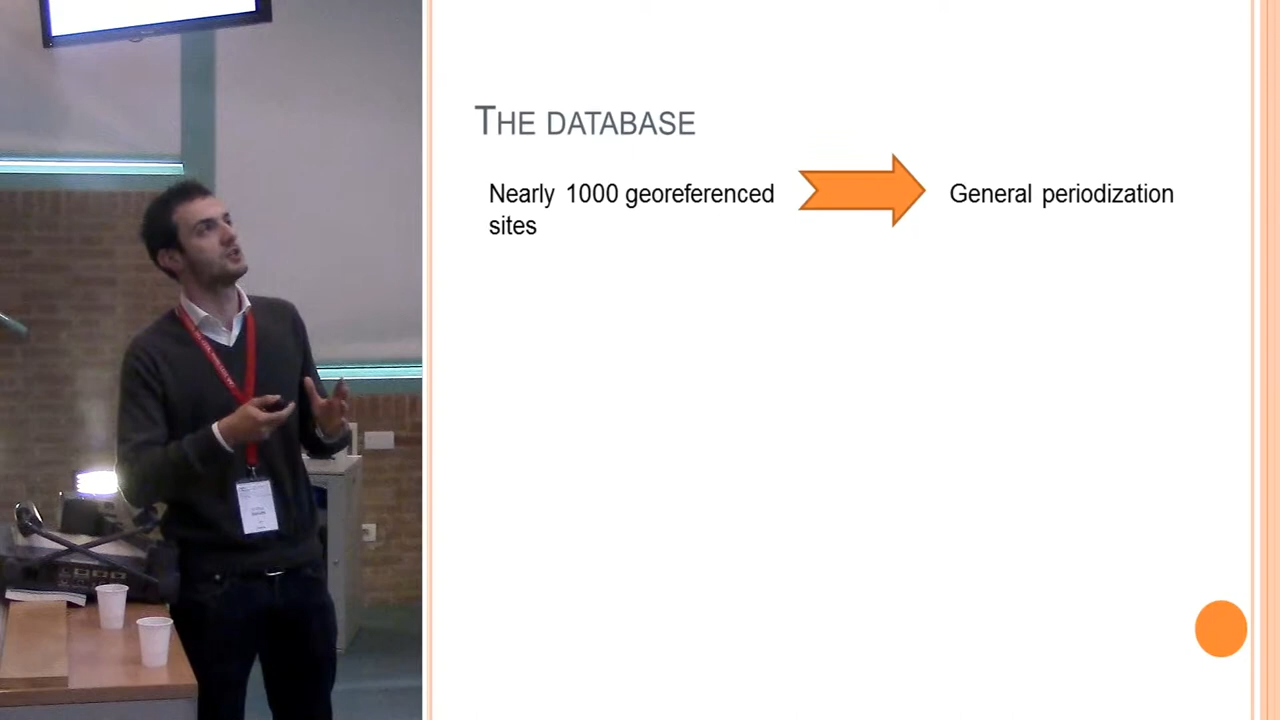 THE DATABASE
Nearly 1000 georeferenced
sites
General periodization